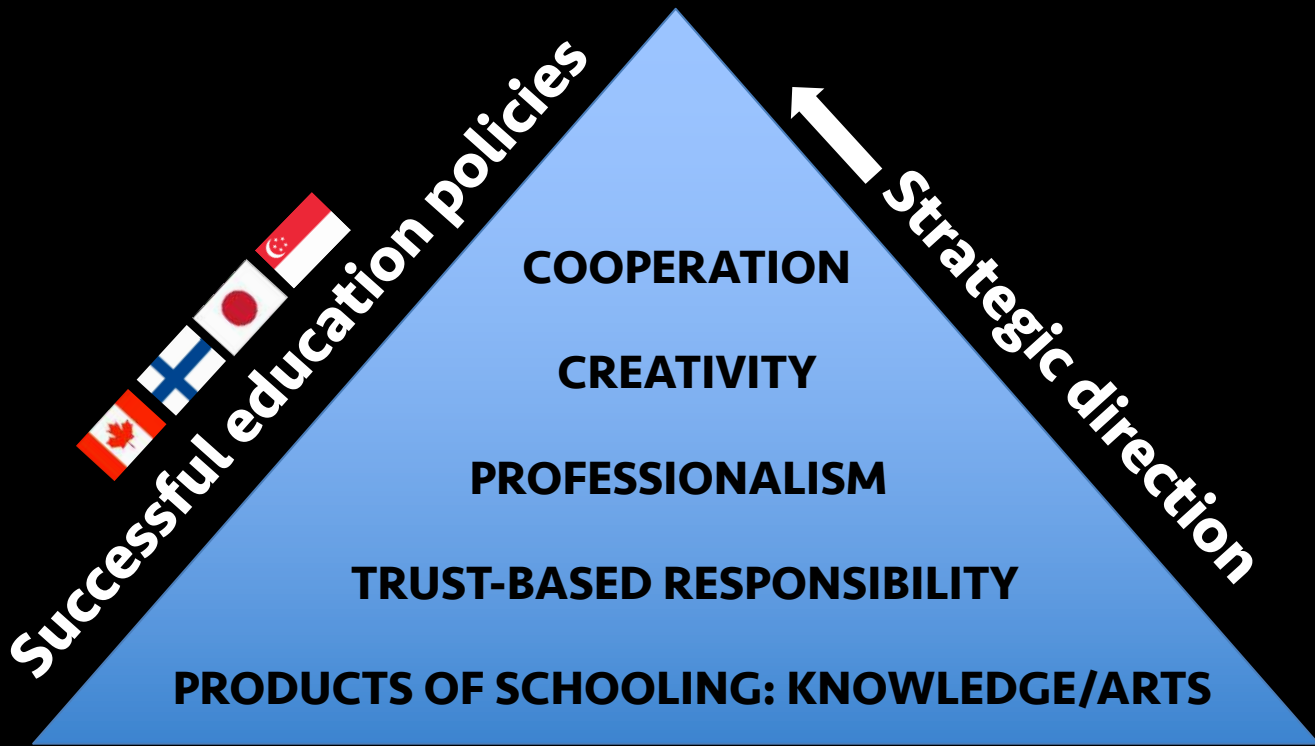 Successful education policies
Strategic direction
COOPERATION
CREATIVITY
PROFESSIONALISM
TRUST-BASED RESPONSIBILITY
PRODUCTS OF SCHOOLING: KNOWLEDGE/ARTS